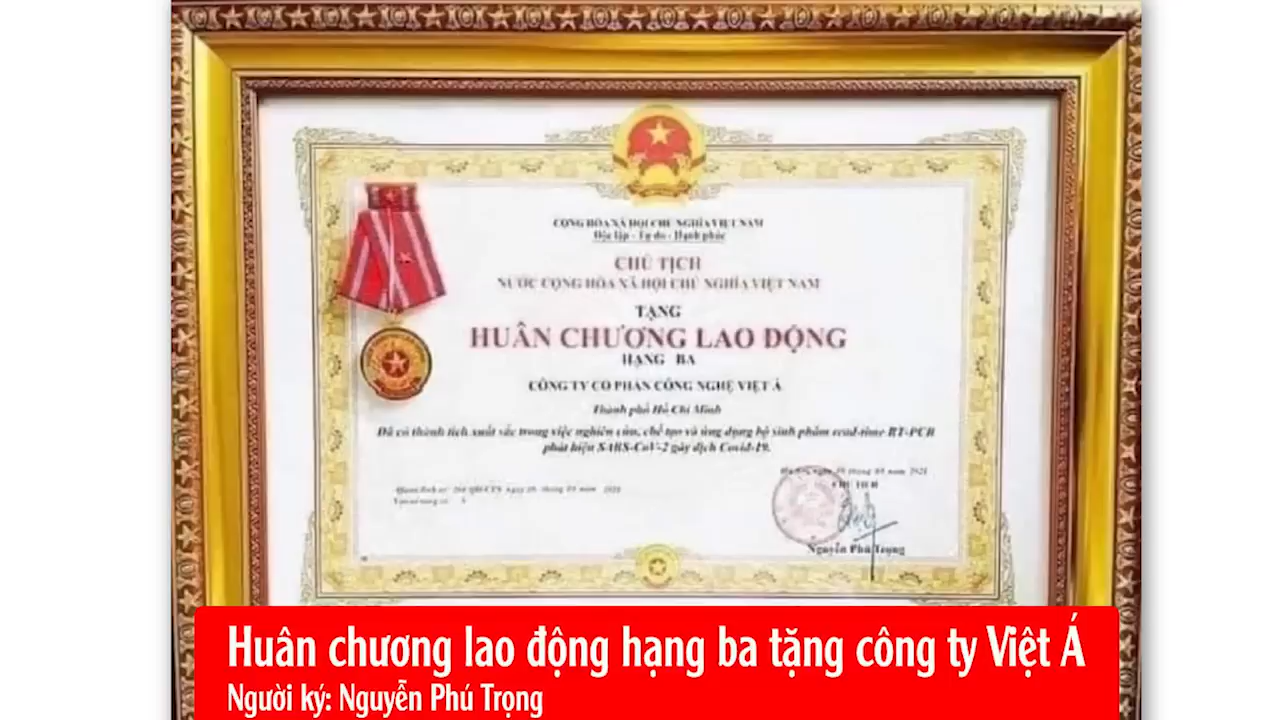 CỘNG HÒA XÃ HỘI CHỦ NGHĨA VIỆT NAM
Độc lập - Tự do - Hạnh phúc
CHỦ TỊCH
NƯỚC CỘNG HÒA XÃ HỘI CHỦ NGHĨA VIỆT NAM
TẶNG
HUÂN CHƯƠNG LAO ĐỘNG
HẠNG BA
CÔNG TY CỔ PHẦN CÔNG NGHỆ VIỆT Á
Thành phố Hồ Chí Minh
Đã có thành tích xuất sắc trong việc nghiên cứu, chế tạo và ứng dụng bộ sinh phẩm read-time RT-PCR
phát hiện SARS-CoV-2 gây dịch Covid-19.
CHỦ TỊCH
Nguyễn Phú Trọng
Huân chương lao động hạng ba tặng công ty Việt Á
Người ký: Nguyễn Phú Trọng